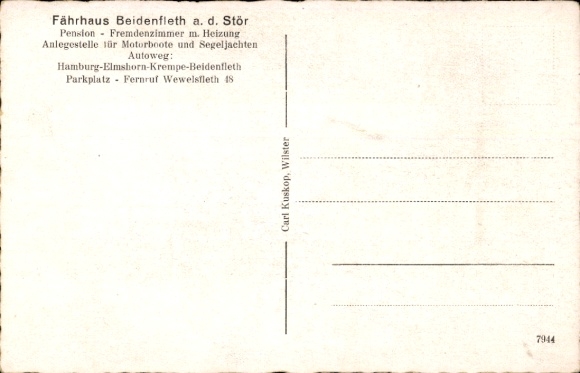 Fährhaus Beidenfleth a. d. Stör
Pension - Fremdenzimmer m. Heizung
Anlegestelle für Motorboote und Segeljachten
Autoweg:
Hamburg-Elmshorn-Krempe-Beidenfleth
Parkplatz - Fernruf Wewelsfleth 48
Carl Kuskop, Wilster
7944